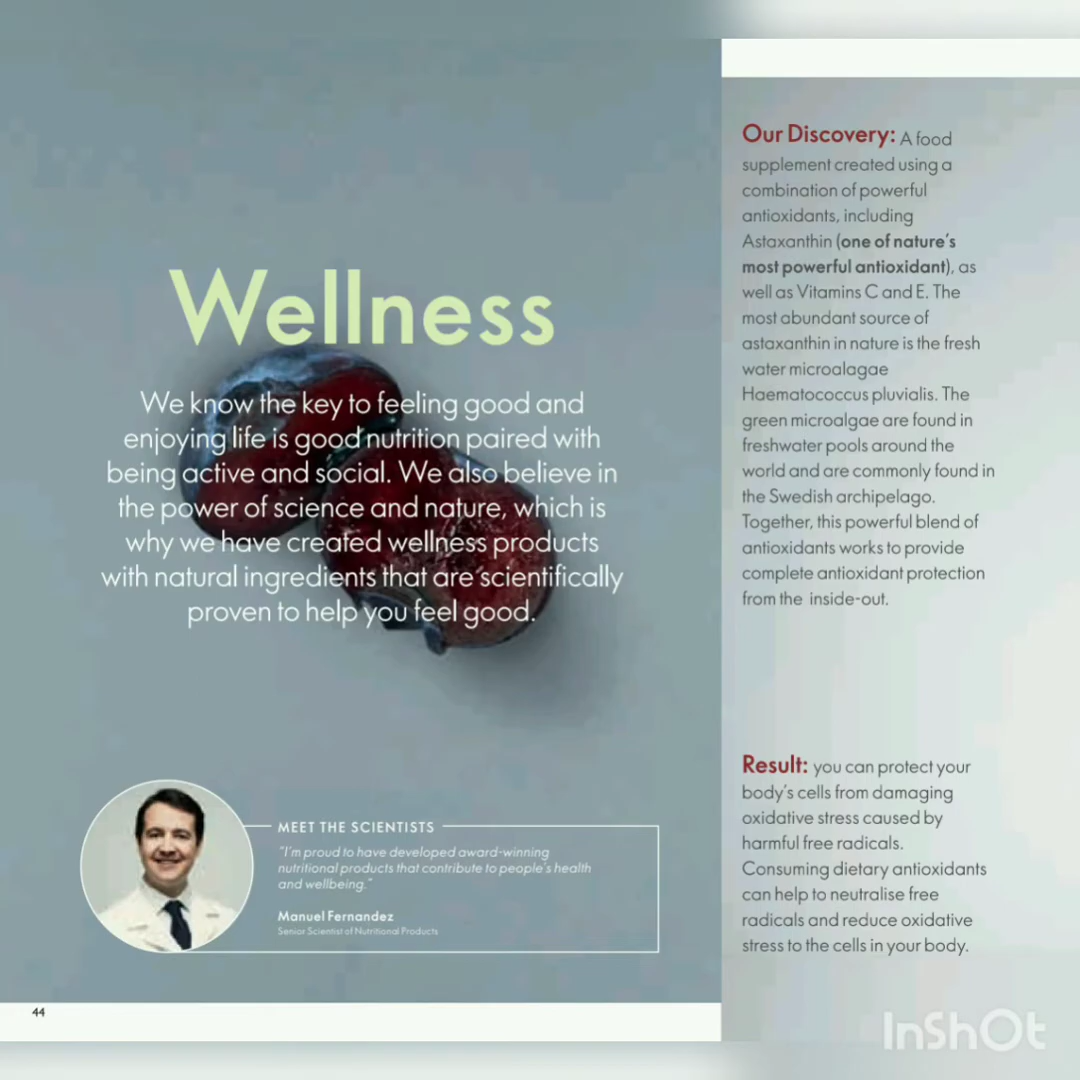 Wellness
We know the key to feeling good and
enjoying life is good nutrition paired with
being active and social. We also believe in
the power of science and nature, which is
why we have created wellness products
with natural ingredients that are scientifically
proven to help you feel good.
MEET THE SCIENTISTS
"I'm proud to have developed award-winning
nutritional products that contribute to people's health
and wellbeing."
Manuel Fernandez
Senior Scientist of Nutritional Products
44
Our Discovery: A food
supplement created using a
combination of powerful
antioxidants, including
Astaxanthin (one of nature's
most powerful antioxidant), as
well as Vitamins C and E. The
most abundant source of
astaxanthin in nature is the fresh
water microalagae
Haematococcus pluvialis. The
green microalgae are found in
freshwater pools around the
world and are commonly found in
the Swedish archipelago.
Together, this powerful blend of
antioxidants works to provide
complete antioxidant protection
from the inside-out.
Result: you can protect your
body's cells from damaging
oxidative stress caused by
harmful free radicals.
Consuming dietary antioxidants
can help to neutralise free
radicals and reduce oxidative
stress to the cells in your body.
InShOt